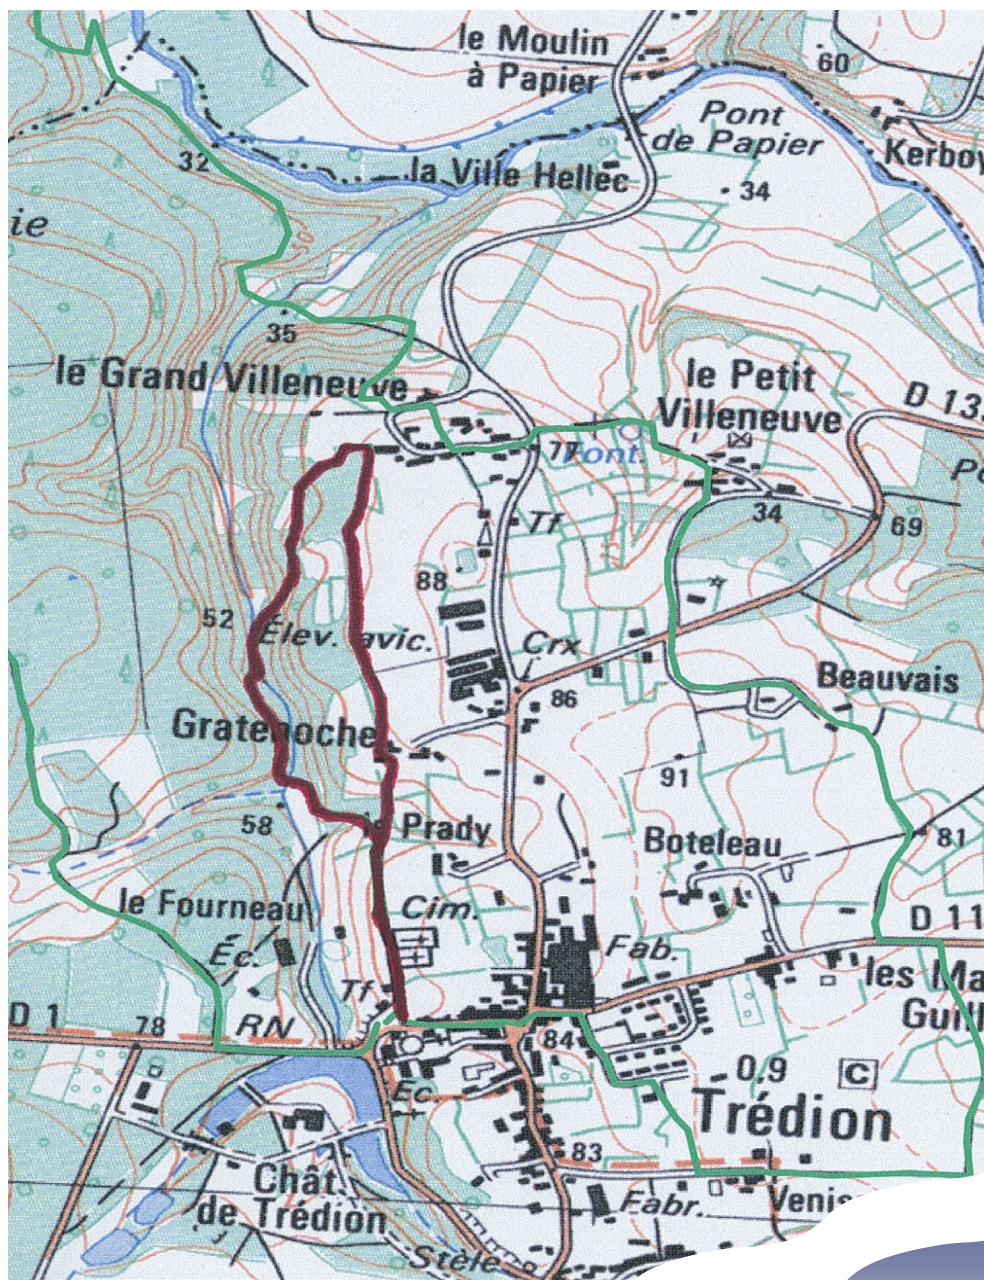 le Moulin
à Papier
60
Pont
de Papier
Kerboy
32
la Ville Hellec
34
ie
50
35
le Grand Villeneuve
le Petit
Villeneuve
D 13
77
Pont
34
69
Tf
88
52
Élev. avic.
Crx
86
Beauvais
Gratenoche
91
58
Prady
Boteleau
81
le Fourneau
Cim.
Éc.
Fab.
D 11
les Ma
Guill
Tf
D 1
78
RN
84
0,9
C
Éc.
Trédion
83
Chât
de Trédion
Fabr.
Venis
Stèle